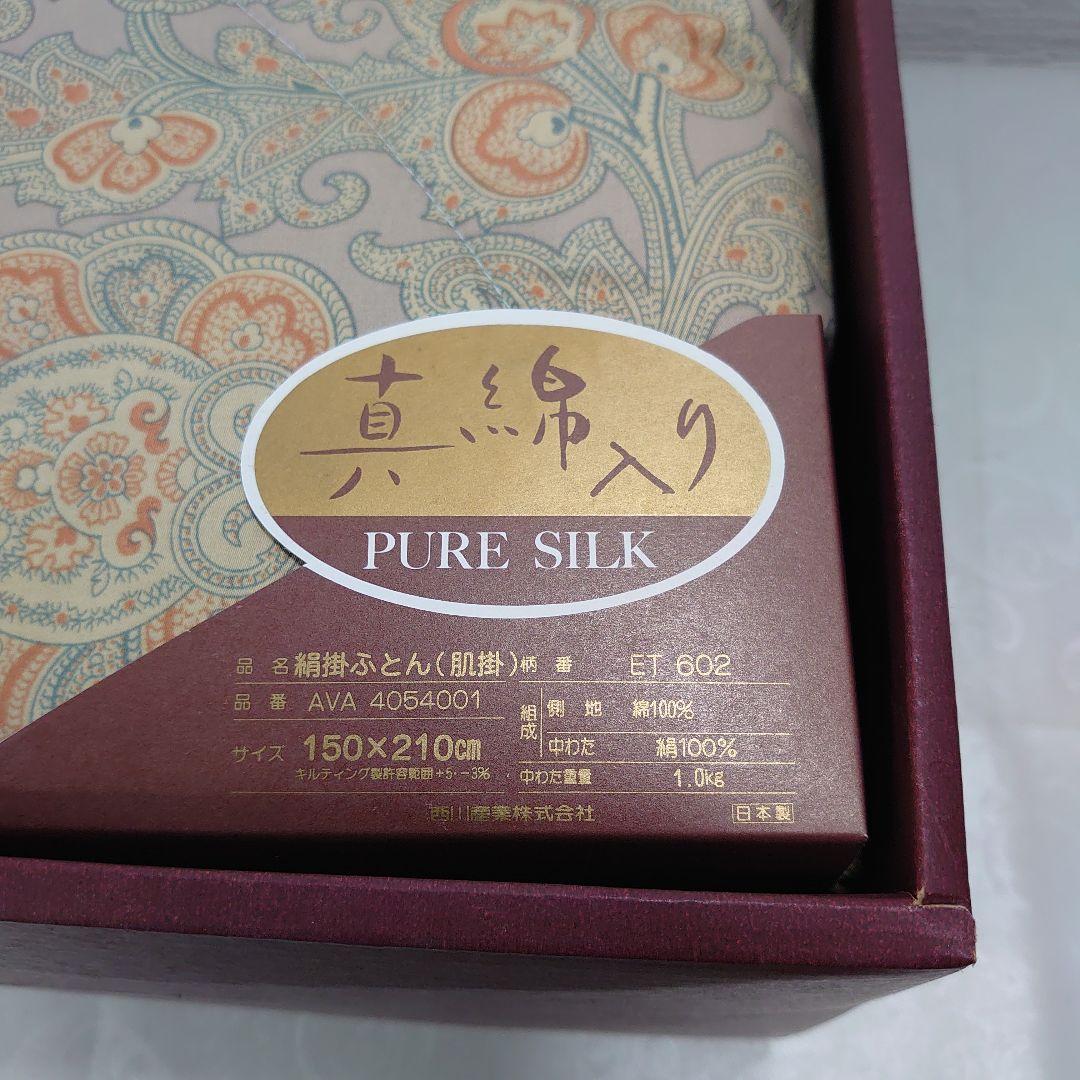 真綿入り
PURE SILK
品名 絹掛ふとん(肌掛) 柄番 ET 602
品番 AVA 4054001
組成 側地 綿100%
中わた 絹100%
サイズ 150×210cm
キルティング製許容範囲+5・-3%
中わた重量 1.0kg
西川産業株式会社 日本製